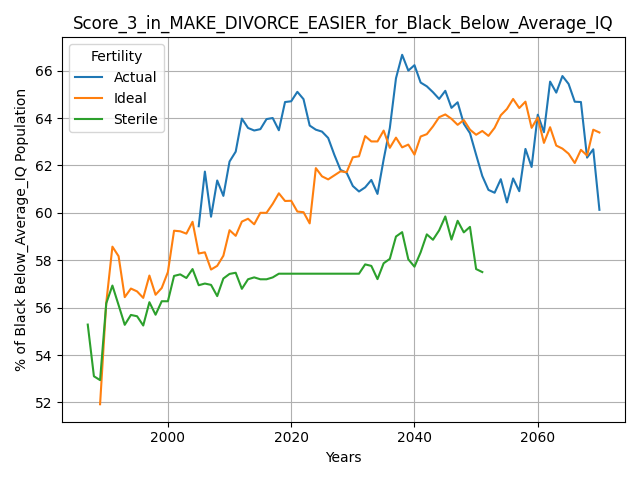 Score_3_in_MAKE_DIVORCE_EASIER_for_Black_Below_Average_IQ
Fertility
Actual
Ideal
Sterile
% of Black Below_Average_IQ Population
66
64
62
60
58
56
54
52
2000
2020
2040
2060
Years